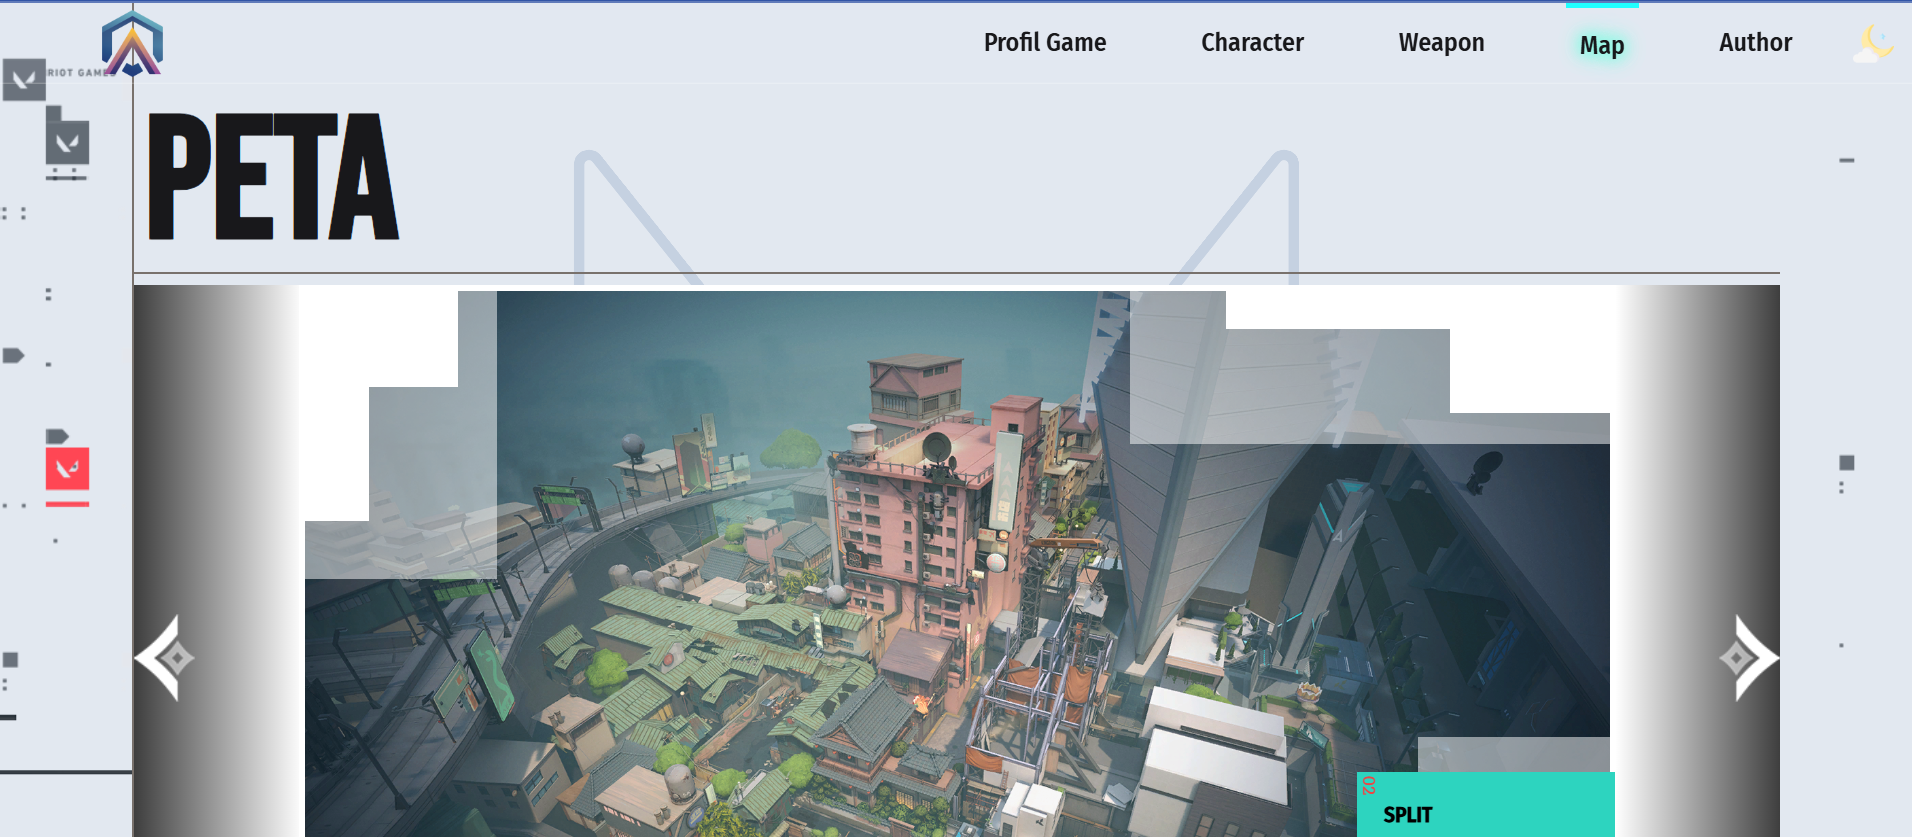 Profil Game
Character
Weapon
Map
Author
RIOT GAMES
PETA
02
SPLIT